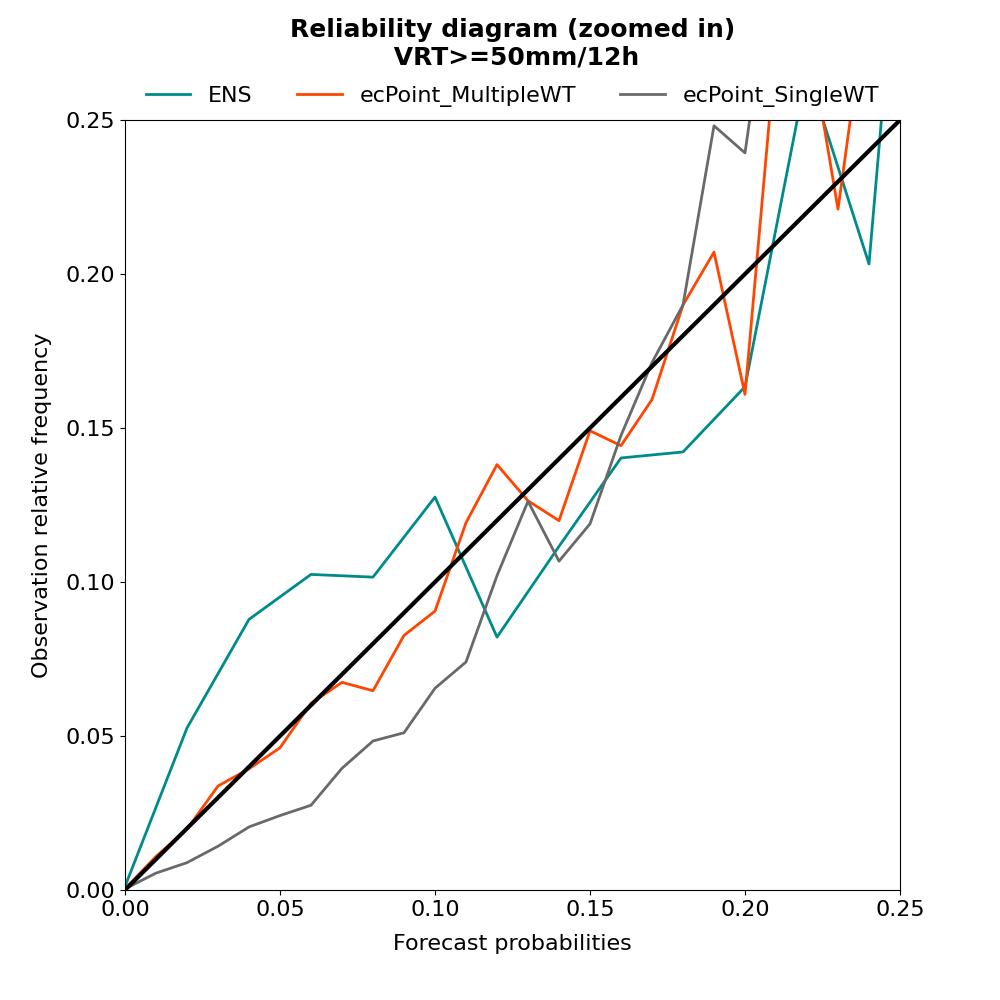 Reliability diagram (zoomed in)
VRT>=50mm/12h
ENS ecPoint_MultipleWT ecPoint_SingleWT
Observation relative frequency
0.25
0.20
0.15
0.10
0.05
0.00
0.00 0.05 0.10 0.15 0.20 0.25
Forecast probabilities